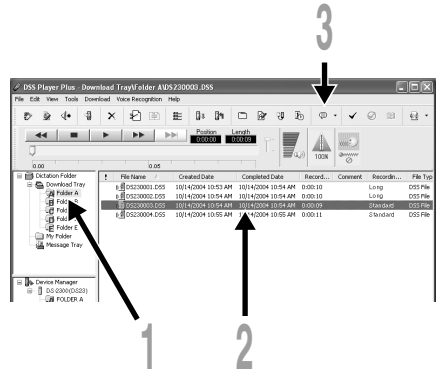 3
DSS Player Plus - Download Tray\Folder A\DS230003.DSS
File Edit View Tools Download Voice Recognition Help
Position Length
0:00:00 0:00:09
0.00 0.05
100%
Dictation Folder
Download Tray
Folder A
Folder B
Folder E
My Folder
Message Tray
! File Name Created Date Completed Date Record... Comment Recordin... File Typ
DS230001.DSS 10/14/2004 10:53 AM 10/14/2004 10:54 AM 0:00:10 Long DSS File
DS230002.DSS 10/14/2004 10:54 AM 10/14/2004 10:54 AM 0:00:10 Long DSS File
DS230003.DSS 10/14/2004 10:54 AM 10/14/2004 10:54 AM 0:00:09 Standard DSS File
DS230004.DSS 10/14/2004 10:55 AM 10:55 AM 0:00:11 Standard DSS File
Device Manager
DS-2300(DS23)
FOLDER A
1
2